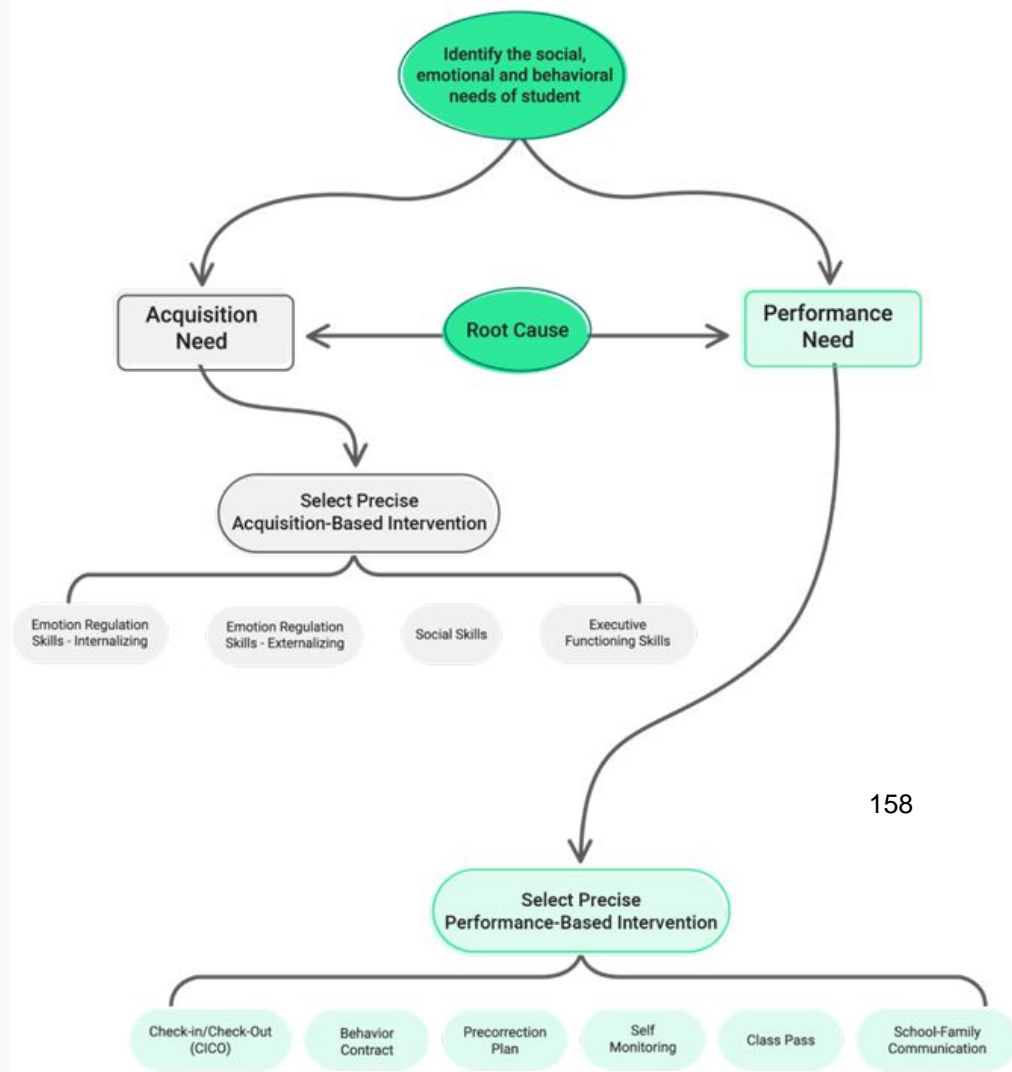 Identify the social,
emotional and behavioral
needs of student
Acquisition
Need
Root Cause
Performance
Need
Select Precise
Acquisition-Based Intervention
Emotion Regulation
Skills - Internalizing
Emotion Regulation
Skills - Externalizing
Social Skills
Executive
Functioning Skills
158
Select Precise
Performance-Based Intervention
Check-in/Check-Out
(CICO)
Behavior
Contract
Precorrection
Plan
Self
Monitoring
Class Pass
School-Family
Communication